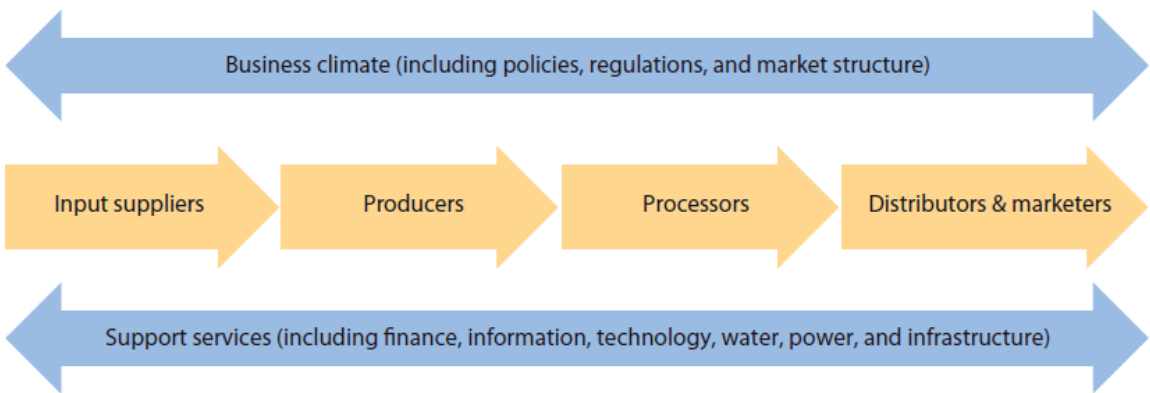 Business climate (including policies, regulations, and market structure)
Input suppliers
Producers
Processors
Distributors & marketers
Support services (including finance, information, technology, water, power, and infrastructure)